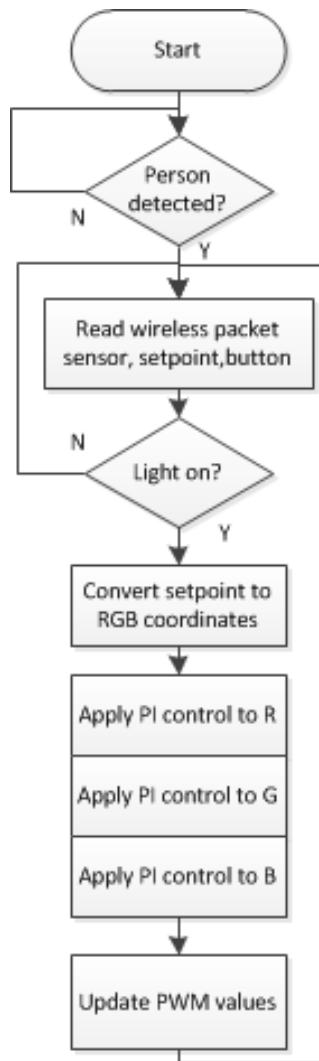 Start
Person
detected?
N
Y
Read wireless packet
sensor, setpoint,button
N
Light on?
Y
Convert setpoint to
RGB coordinates
Apply PI control to R
Apply PI control to G
Apply PI control to B
Update PWM values